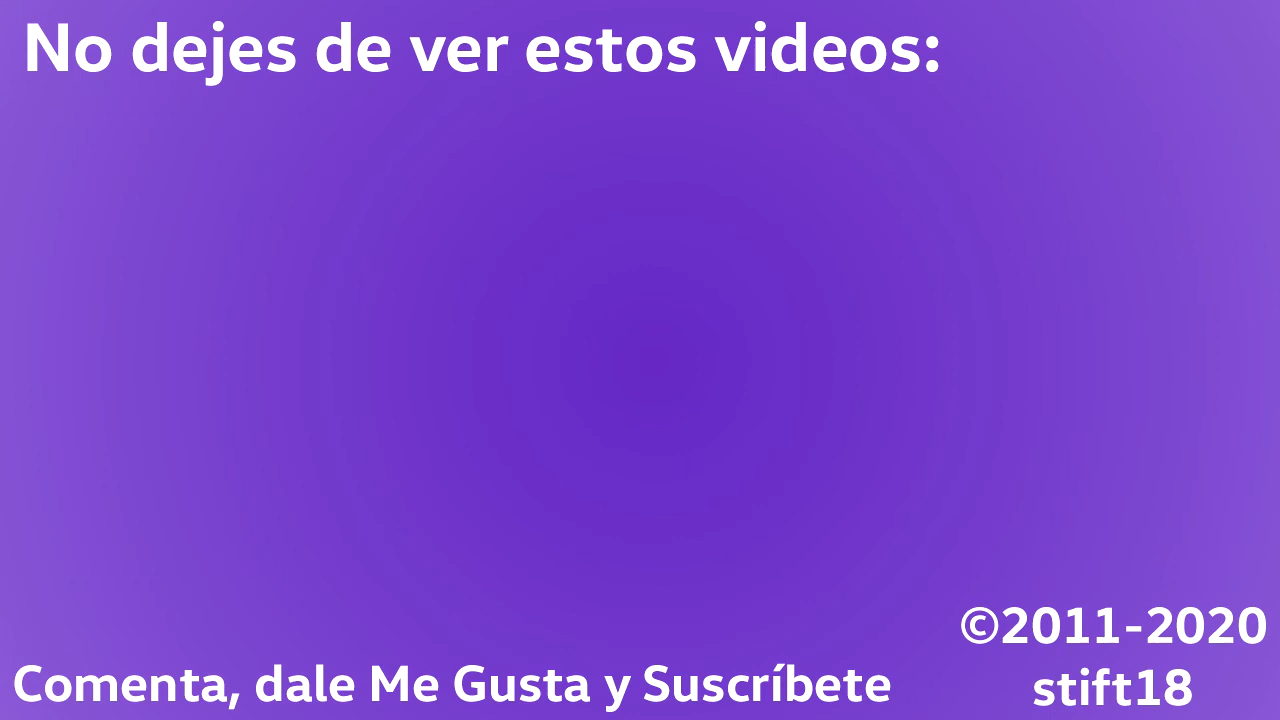 No dejes de ver estos videos:
©2011-2020
stift18
Comenta, dale Me Gusta y Suscríbete